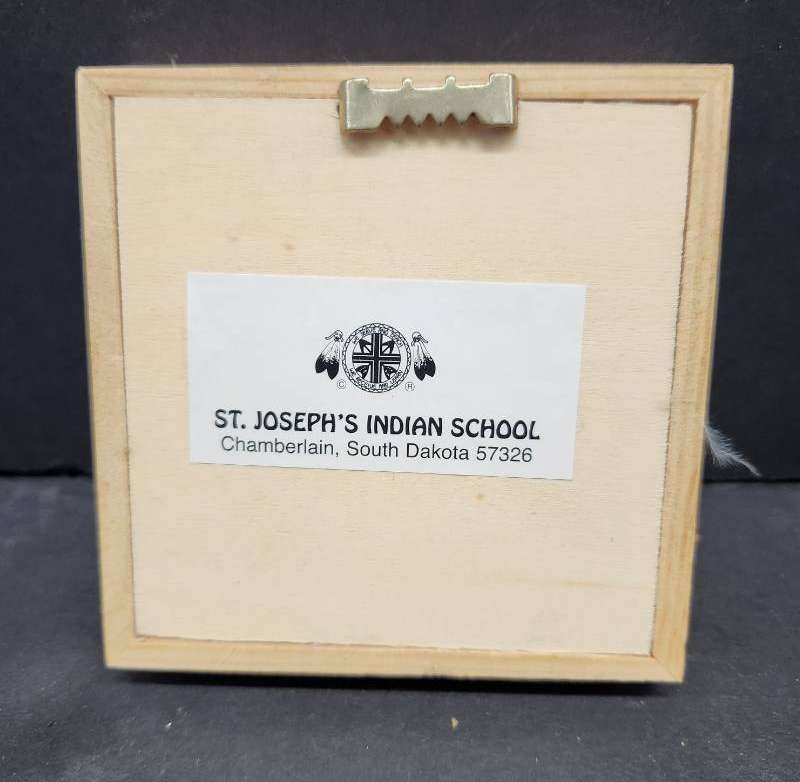 ©
®
ST. JOSEPH'S INDIAN SCHOOL
Chamberlain, South Dakota 57326